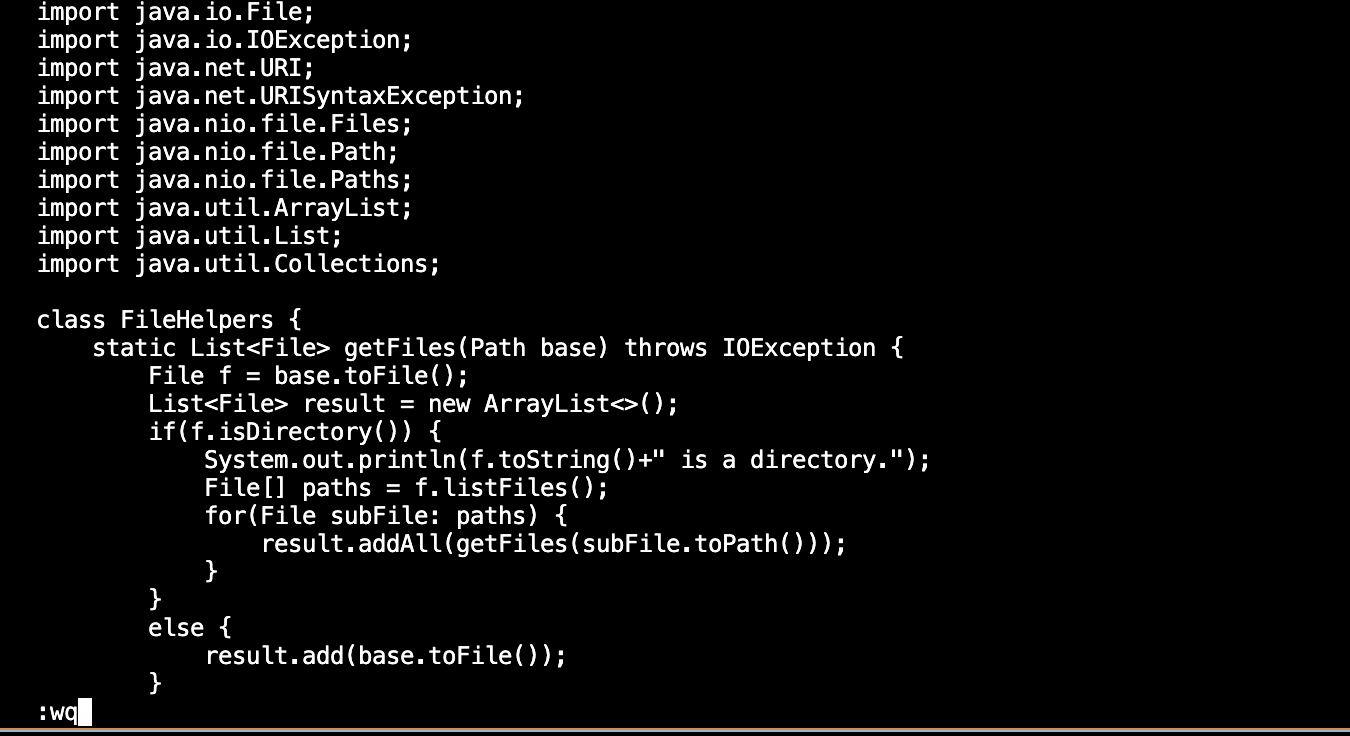 import java.io.File;
import java.io.IOException;
import java.net.URI;
import java.net.URISyntaxException;
import java.nio.file.Files;
import java.nio.file.Path;
import java.nio.file.Paths;
import java.util.ArrayList;
import java.util.List;
import java.util.Collections;

class FileHelpers {
    static List<File> getFiles(Path base) throws IOException {
        File f = base.toFile();
        List<File> result = new ArrayList<>();
        if(f.isDirectory()) {
            System.out.println(f.toString()+" is a directory.");
            File[] paths = f.listFiles();
            for(File subFile: paths) {
                result.addAll(getFiles(subFile.toPath()));
            }
        }
        else {
            result.add(base.toFile());
        }
:wq